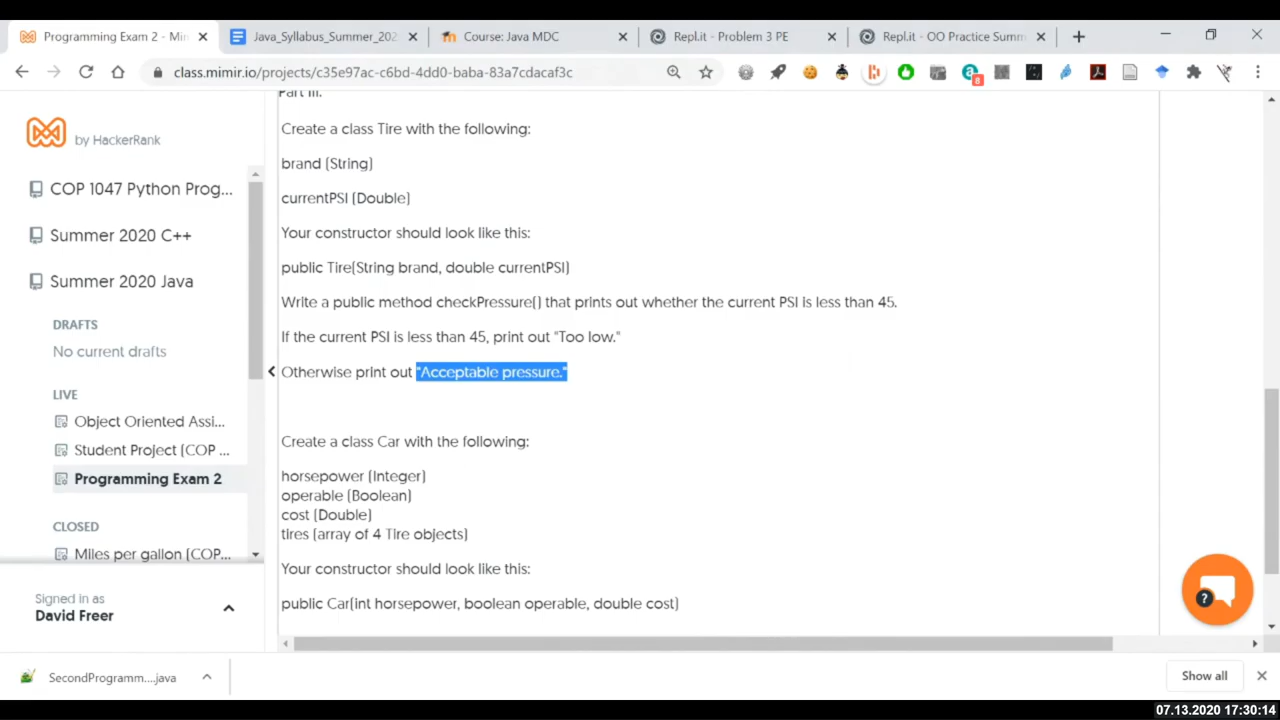 Programming Exam 2 - Min
Java_Syllabus_Summer_202
Course: Java MDC
Repl.it - Problem 3 PE
Repl.it - OO Practice Summ
class.mimir.io/projects/c35e97ac-c6bd-4dd0-baba-83a7cdacaf3c
8
by HackerRank
COP 1047 Python Prog...
Summer 2020 C++
Summer 2020 Java
DRAFTS
No current drafts
LIVE
Object Oriented Assi...
Student Project (COP ...
Programming Exam 2
CLOSED
Miles per gallon (COP...
Signed in as
David Freer
Part III.
Create a class Tire with the following:
brand (String)
currentPSI (Double)
Your constructor should look like this:
public Tire(String brand, double currentPSI)
Write a public method checkPressure() that prints out whether the current PSI is less than 45.
If the current PSI is less than 45, print out "Too low."
Otherwise print out "Acceptable pressure."
Create a class Car with the following:
horsepower (Integer)
operable (Boolean)
cost (Double)
tires (array of 4 Tire objects)
Your constructor should look like this:
public Car(int horsepower, boolean operable, double cost)
?
SecondProgramm....java
Show all
07.13.2020 17:30:14